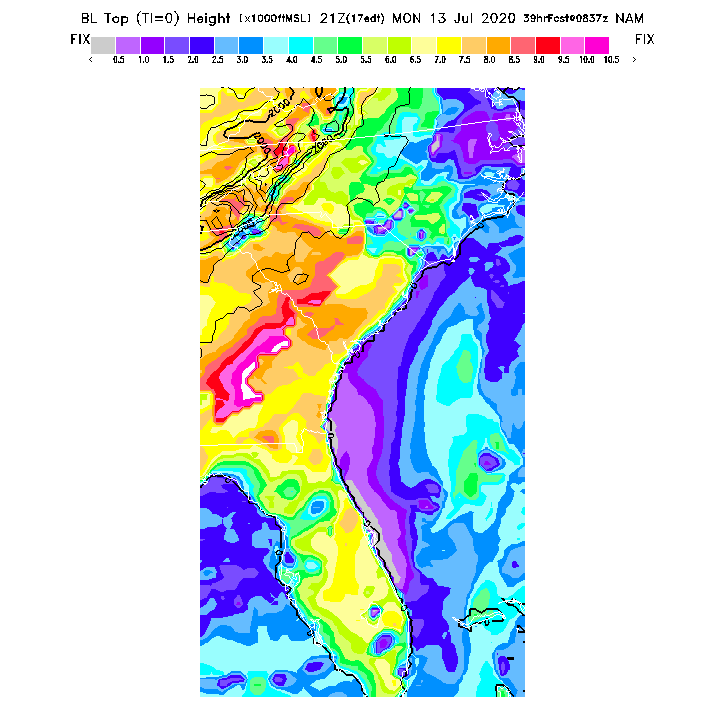 BL Top (TI=0) Height [x1000ftMSL] 21Z(17edt) MON 13 Jul 2020 39hrFcst@0837z NAM
FIX FIX
< 0.5 1.0 1.5 2.0 2.5 3.0 3.5 4.0 4.5 5.0 5.5 6.0 6.5 7.0 7.5 8.0 8.5 9.0 9.5 10.0 10.5 >
2000